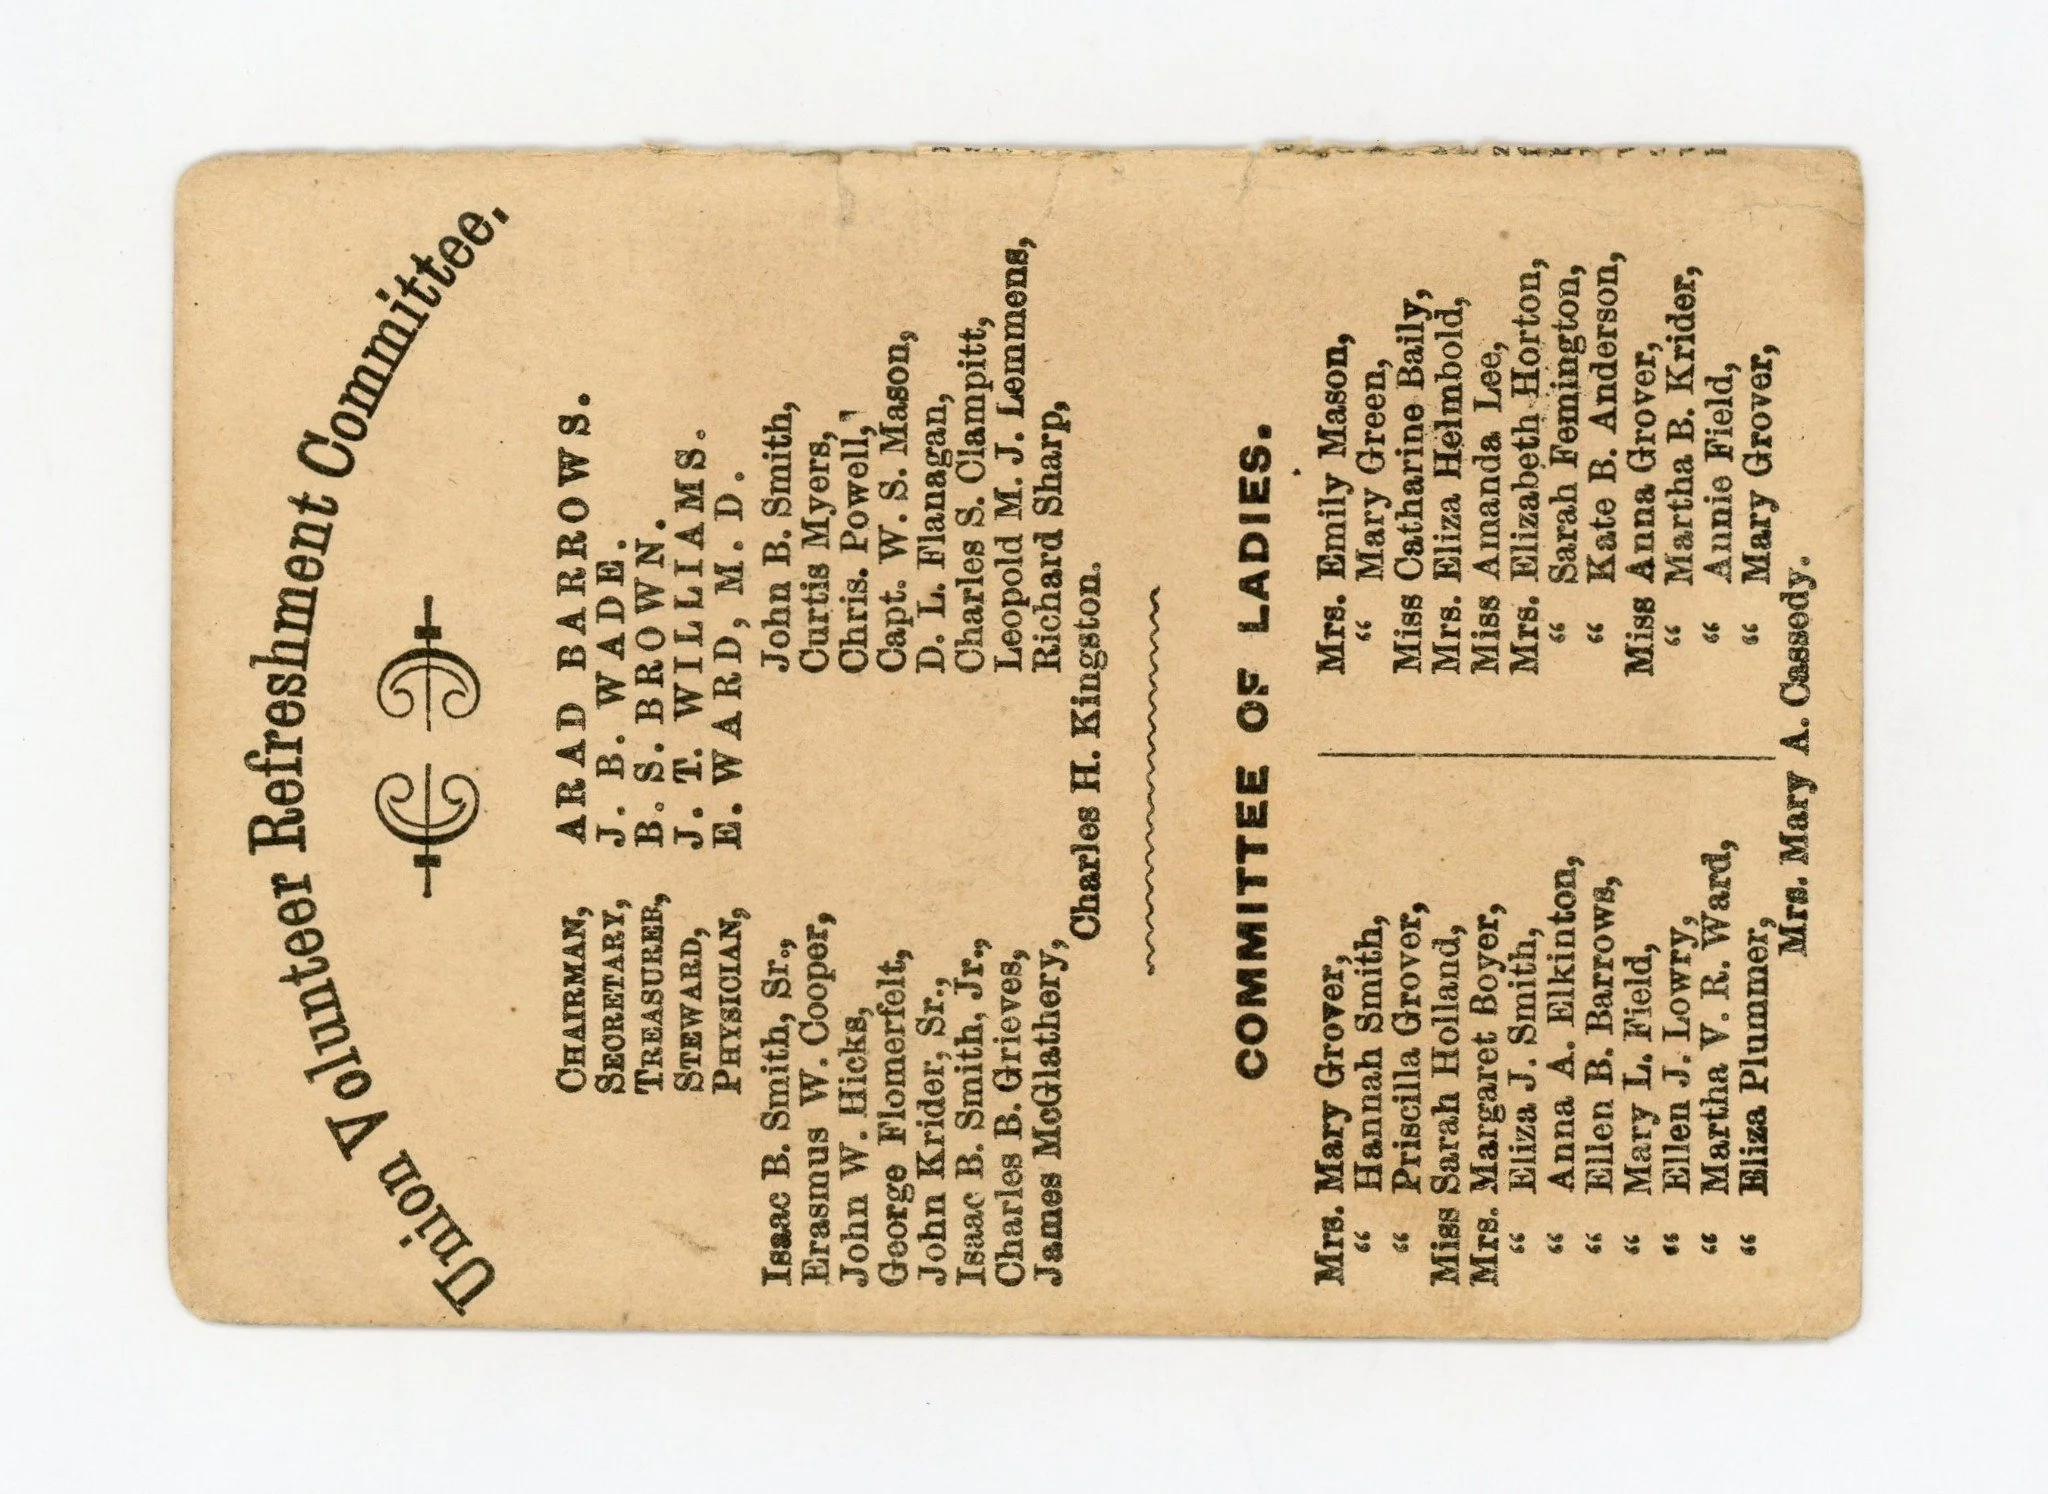 Union Volunteer Refreshment Committee,
CHAIRMAN, ARAD BARROWS.
SECRETARY, J. B. WADE.
TREASURER, B. S. BROWN.
STEWARD, J. T. WILLIAMS.
PHYSICIAN, E. WARD, M. D.
Isaac B. Smith, Sr., John B. Smith,
Erasmus W. Cooper, Curtis Myers,
John W. Hicks, Chris. Powell,
George Flomerfelt, Capt. W. S. Mason,
John Krider, Sr., D. L. Flanagan,
Isaac B. Smith, Jr., Charles S. Clampitt,
Charles B. Grieves, Leopold M. J. Lemmens,
James McGlathery, Richard Sharp,
Charles H. Kingston.
COMMITTEE OF LADIES.
Mrs. Mary Grover,
“ Hannah Smith,
“ Priscilla Grover,
Miss Sarah Holland,
Mrs. Margaret Boyer,
“ Eliza J. Smith,
“ Anna A. Elkinton,
“ Ellen B. Barrows,
“ Mary L. Field,
“ Ellen J. Lowry,
“ Martha V. R. Ward,
“ Eliza Plummer,
Mrs. Emily Mason,
“ Mary Green,
Miss Catharine Baily,
Mrs. Eliza Helmbold,
Miss Amanda Lee,
Mrs. Elizabeth Horton,
“ Sarah Femington,
“ Kate B. Anderson,
Miss Anna Grover,
“ Martha B. Krider,
“ Annie Field,
“ Mary Grover,
Mrs. Mary A. Cassedy.